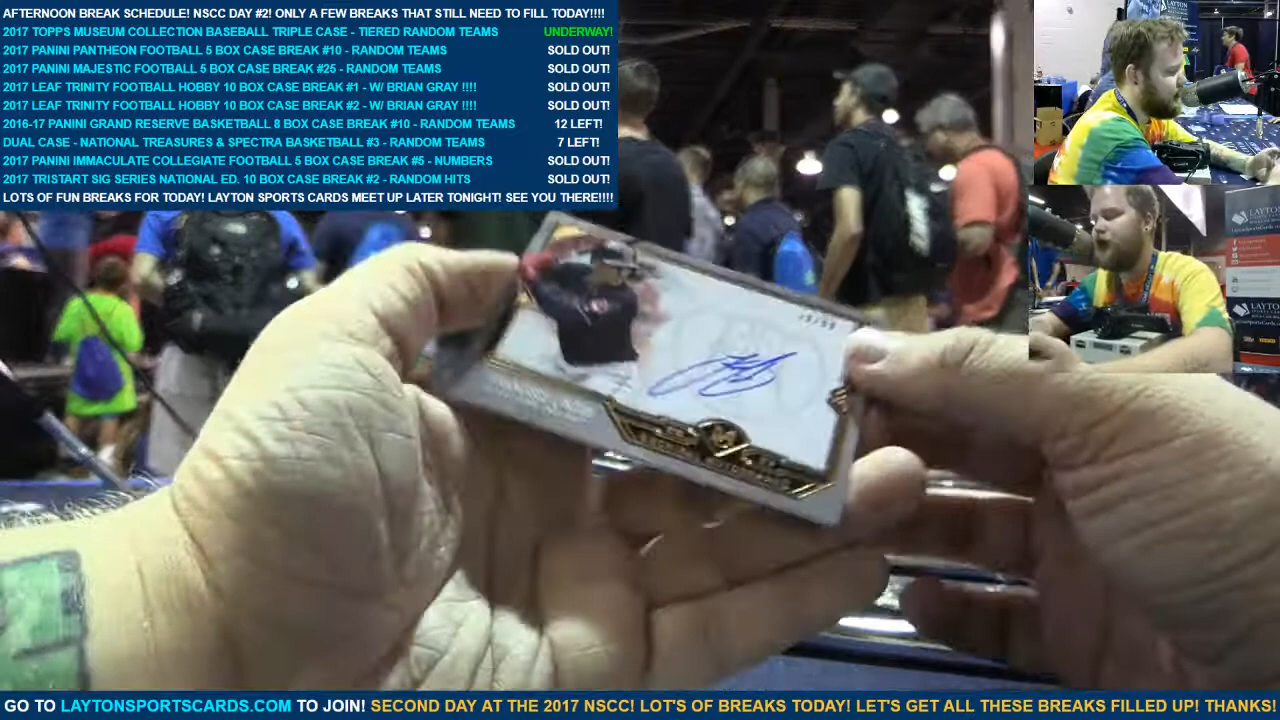 AFTERNOON BREAK SCHEDULE! NSCC DAY #2! ONLY A FEW BREAKS THAT STILL NEED TO FILL TODAY!!!!
2017 TOPPS MUSEUM COLLECTION BASEBALL TRIPLE CASE - TIERED RANDOM TEAMS UNDERWAY!
2017 PANINI PANTHEON FOOTBALL 5 BOX CASE BREAK #10 - RANDOM TEAMS SOLD OUT!
2017 PANINI MAJESTIC FOOTBALL 5 BOX CASE BREAK #25 - RANDOM TEAMS SOLD OUT!
2017 LEAF TRINITY FOOTBALL HOBBY 10 BOX CASE BREAK #1 - W/ BRIAN GRAY !!!! SOLD OUT!
2017 LEAF TRINITY FOOTBALL HOBBY 10 BOX CASE BREAK #2 - W/ BRIAN GRAY !!!! SOLD OUT!
2016-17 PANINI GRAND RESERVE BASKETBALL 8 BOX CASE BREAK #10 - RANDOM TEAMS 12 LEFT!
DUAL CASE - NATIONAL TREASURES & SPECTRA BASKETBALL #3 - RANDOM TEAMS 7 LEFT!
2017 PANINI IMMACULATE COLLEGIATE FOOTBALL 5 BOX CASE BREAK #5 - NUMBERS SOLD OUT!
2017 TRISTART SIG SERIES NATIONAL ED. 10 BOX CASE BREAK #2 - RANDOM HITS SOLD OUT!
LOTS OF FUN BREAKS FOR TODAY! LAYTON SPORTS CARDS MEET UP LATER TONIGHT! SEE YOU THERE!!!!
LAYTON
LAYTON
GO TO LAYTONSPORTSCARDS.COM TO JOIN! SECOND DAY AT THE 2017 NSCC! LOT'S OF BREAKS TODAY! LET'S GET ALL THESE BREAKS FILLED UP! THANKS!